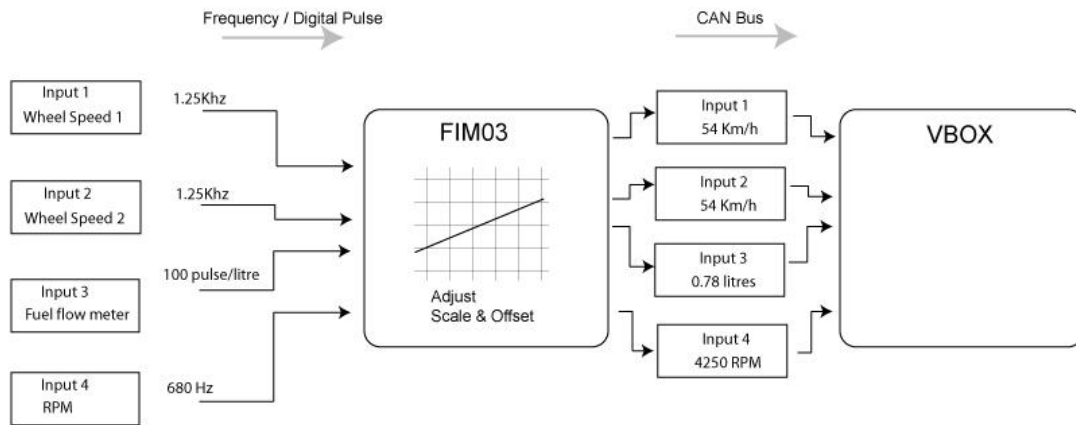 Frequency / Digital Pulse
CAN Bus
Input 1
Wheel Speed 1
1.25Khz
Input 2
Wheel Speed 2
1.25Khz
Input 3
Fuel flow meter
100 pulse/litre
Input 4
RPM
680 Hz
FIM03
Adjust
Scale & Offset
Input 1
54 Km/h
Input 2
54 Km/h
Input 3
0.78 litres
Input 4
4250 RPM
VBOX